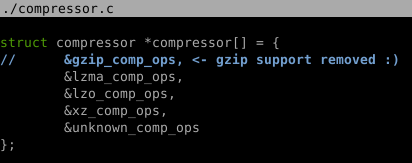 ./compressor.c
struct compressor *compressor[] = {
//      &gzip_comp_ops, <- gzip support removed :)
        &lzma_comp_ops,
        &lzo_comp_ops,
        &xz_comp_ops,
        &unknown_comp_ops
};